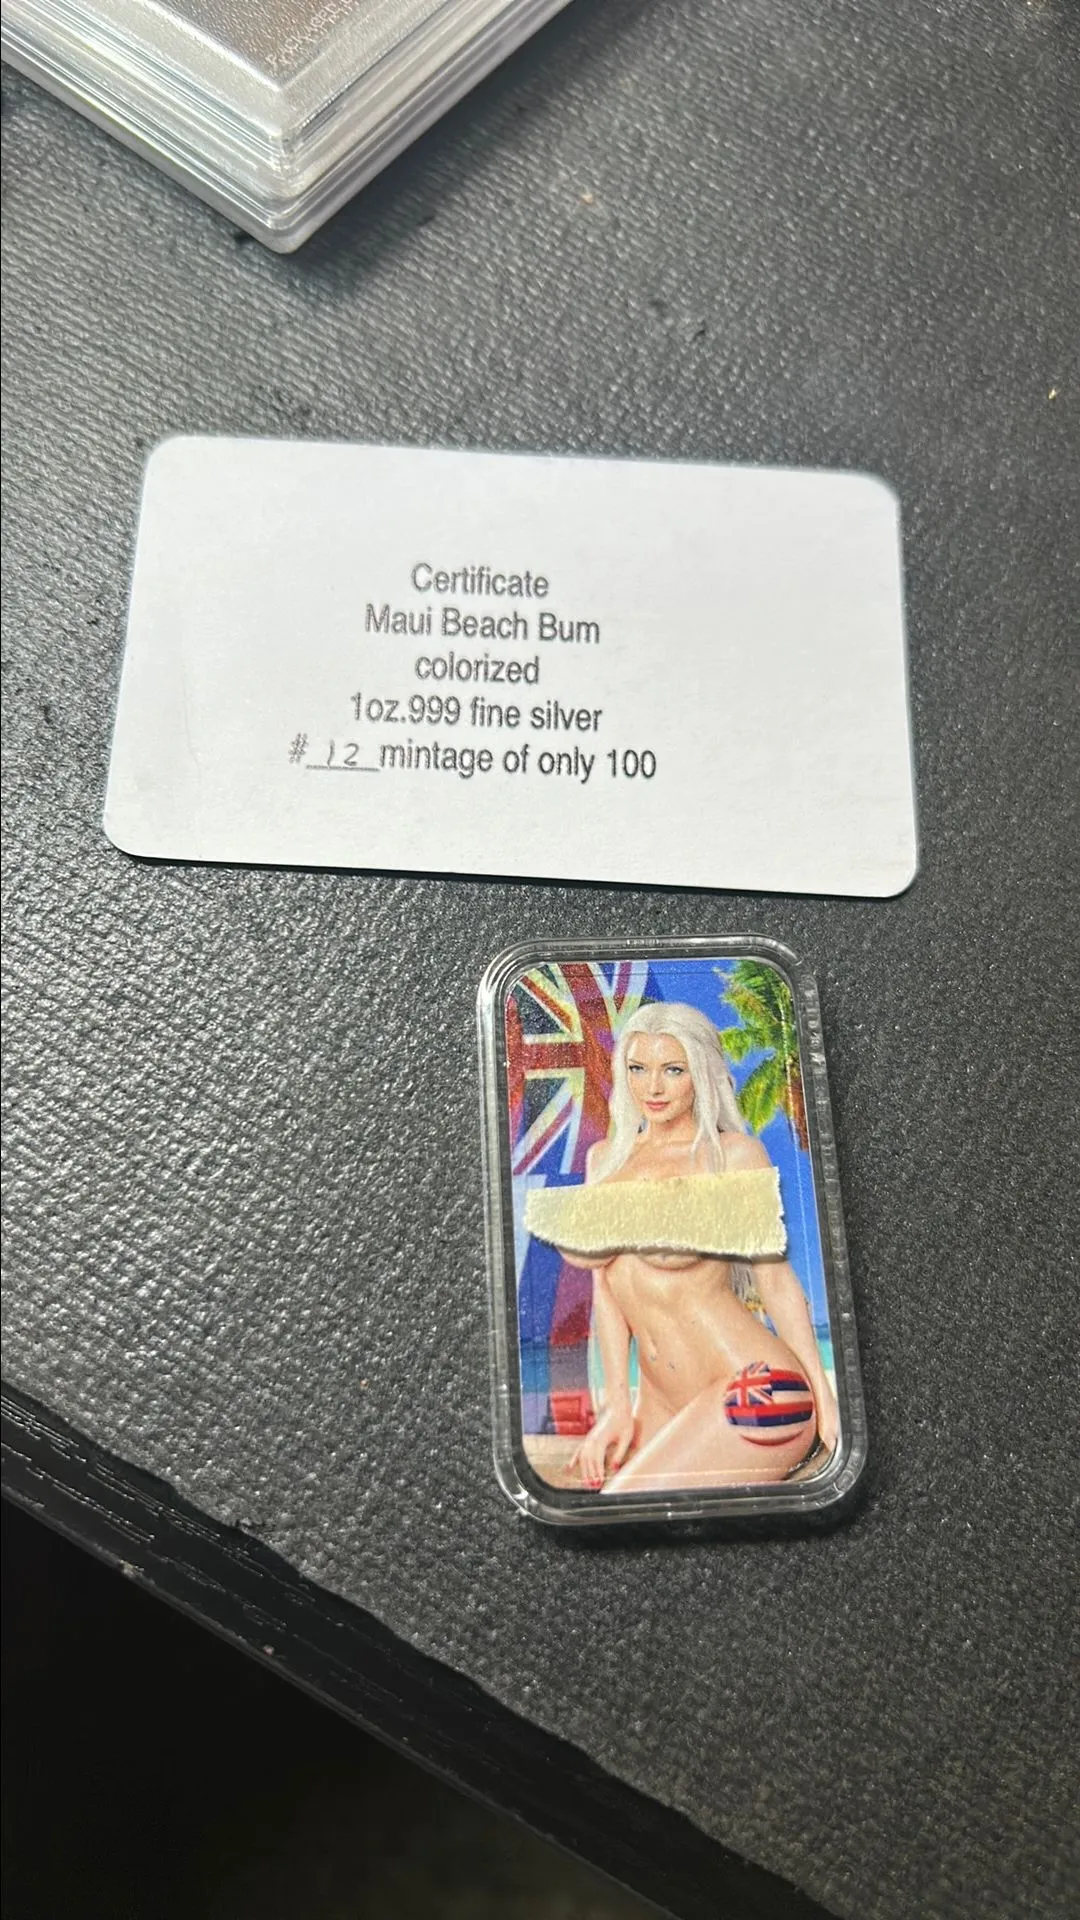 Certificate
Maui Beach Bum
colorized
1oz.999 fine silver
# 12 mintage of only 100